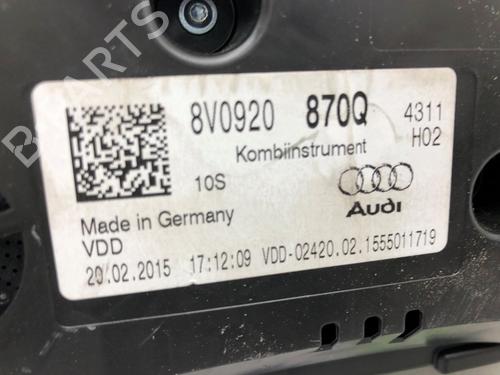 8V0920 870Q 4311
Kombiinstrument H02
10S
Audi
Made in Germany
VDD
20.02.2015 17:12:09 VDD-02420.02.1555011719